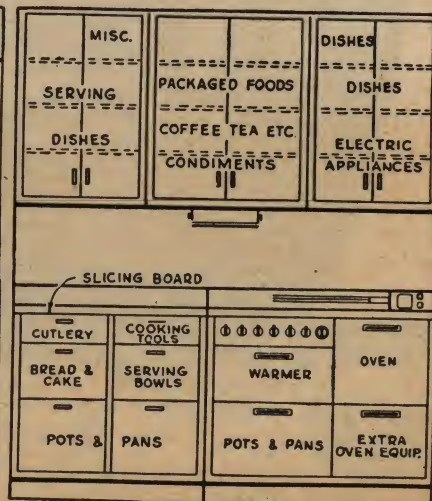 MISC.
SERVING
DISHES
PACKAGED FOODS
COFFEE TEA ETC.
CONDIMENTS
DISHES
DISHES
ELECTRIC
APPLIANCES
SLICING BOARD
CUTLERY
COOKING
TOOLS
BREAD &
CAKE
SERVING
BOWLS
POTS & PANS
WARMER
OVEN
POTS & PANS
EXTRA
OVEN EQUIP.